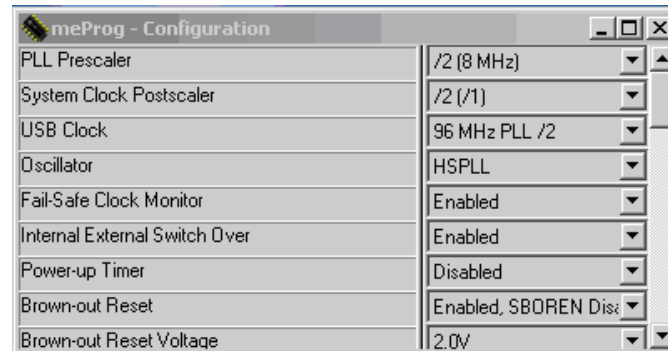 meProg - Configuration
PLL Prescaler /2 (8 MHz)
System Clock Postscaler /2 (/1)
USB Clock 96 MHz PLL /2
Oscillator HSPLL
Fail-Safe Clock Monitor Enabled
Internal External Switch Over Enabled
Power-up Timer Disabled
Brown-out Reset Enabled, SBOREN Disa
Brown-out Reset Voltage 2.0V